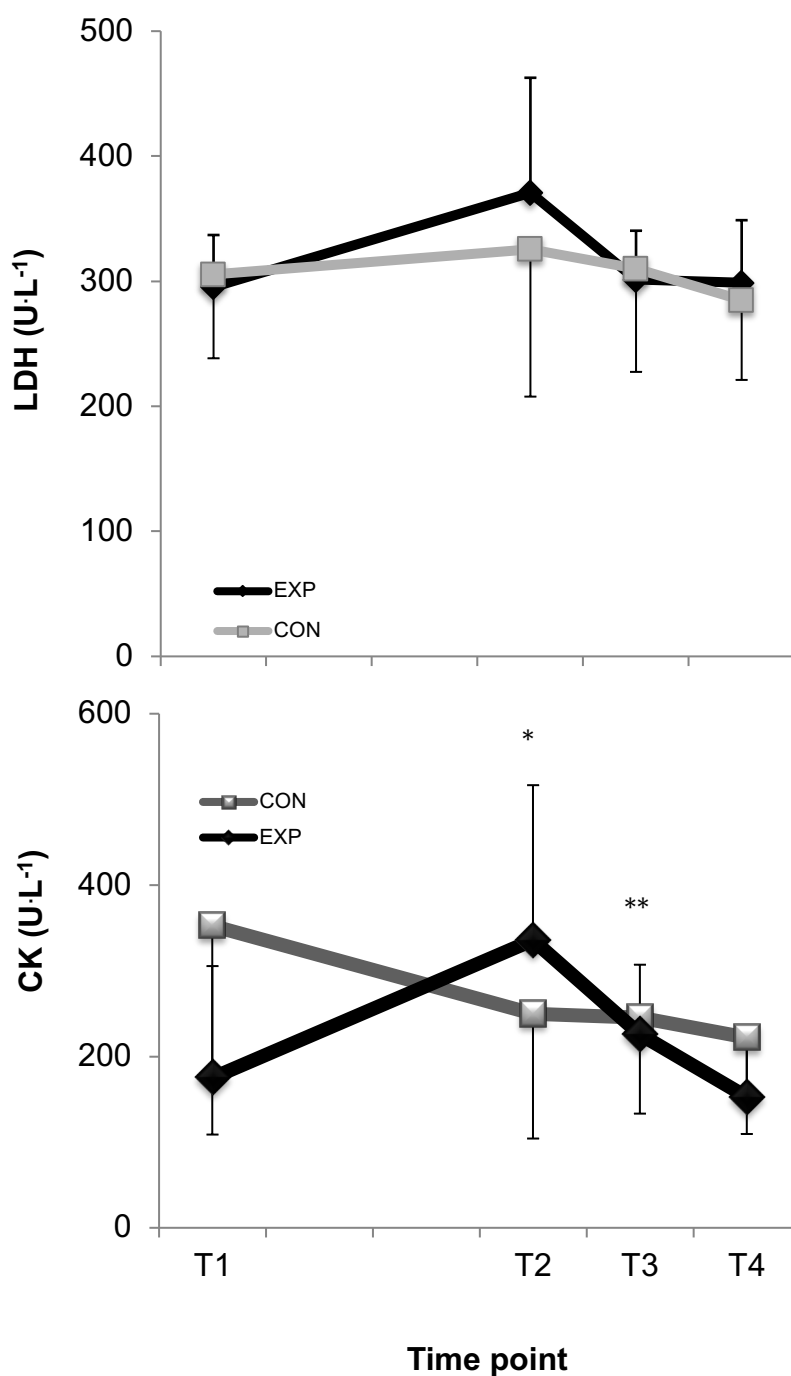 500
400
300
200
100
0
LDH (U·L⁻¹)
EXP
CON
600
400
200
0
CK (U·L⁻¹)
*
**
CON
EXP
T1 T2 T3 T4
Time point